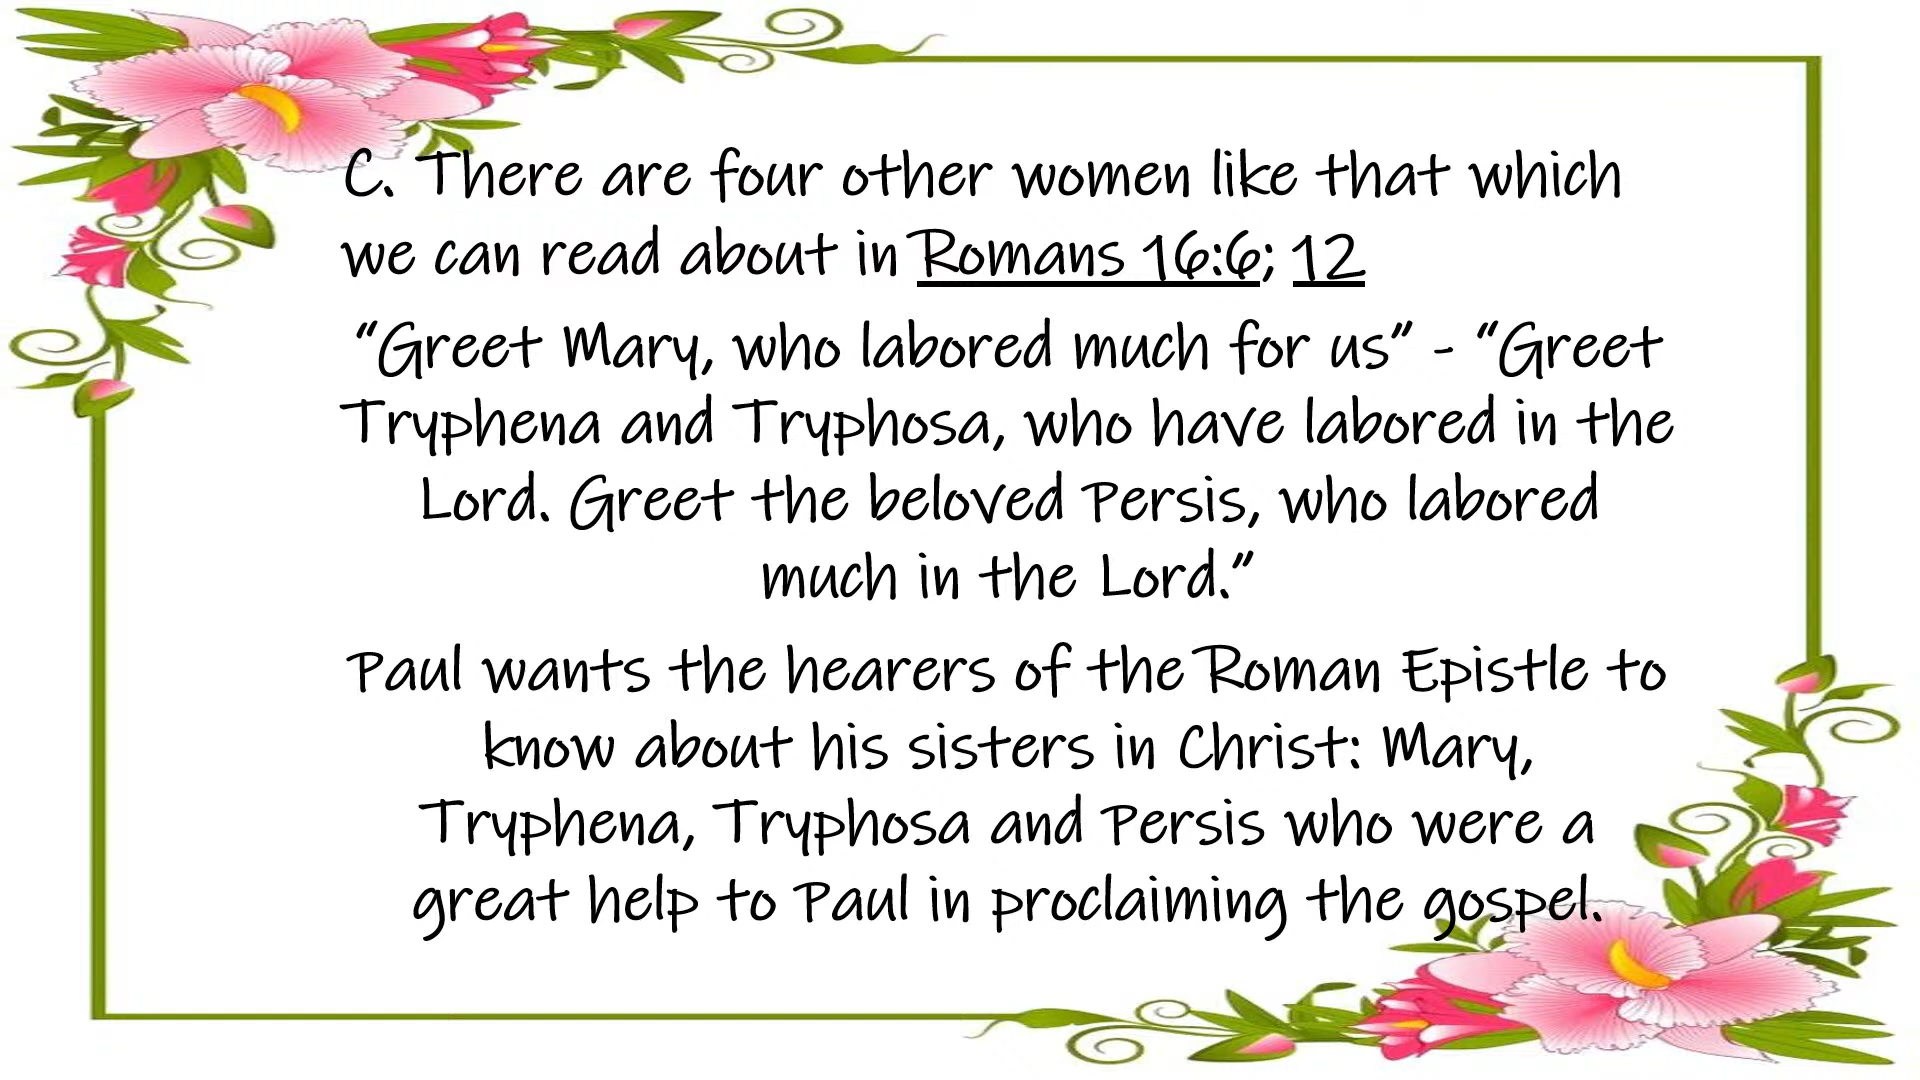 C. There are four other women like that which
we can read about in Romans 16:6; 12
“Greet Mary, who labored much for us” - “Greet
Tryphena and Tryphosa, who have labored in the
Lord. Greet the beloved Persis, who labored
much in the Lord.”
Paul wants the hearers of the Roman Epistle to
know about his sisters in Christ: Mary,
Tryphena, Tryphosa and Persis who were a
great help to Paul in proclaiming the gospel.